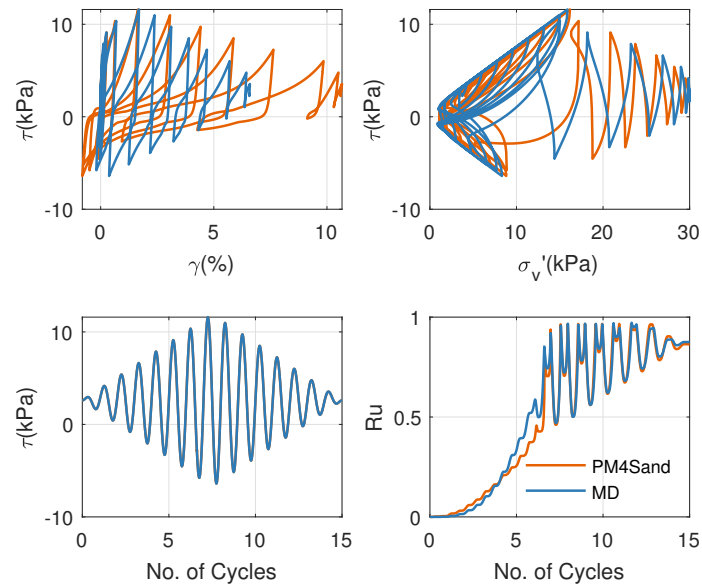 10
0
-10
τ(kPa)
0
5
10
γ(%)
10
0
-10
τ(kPa)
0
10
20
30
σv'(kPa)
10
0
-10
τ(kPa)
0
5
10
15
No. of Cycles
1
0.5
0
Ru
PM4Sand
MD
0
5
10
15
No. of Cycles